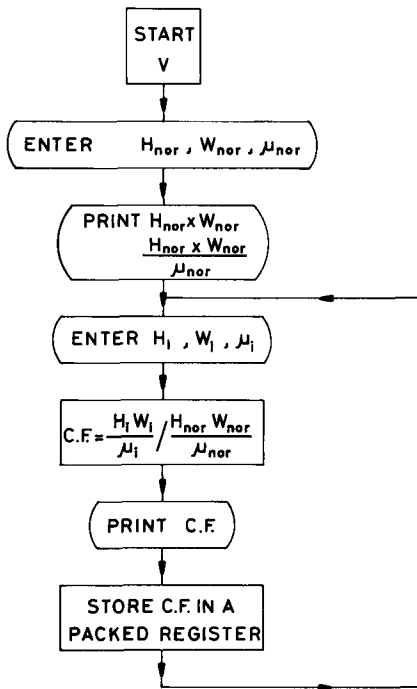 START
V
ENTER H_nor , W_nor , μ_nor
PRINT H_nor x W_nor
H_nor x W_nor
μ_nor
ENTER H_i , W_i , μ_i
C.F. = H_i W_i / μ_i / H_nor W_nor / μ_nor
PRINT C.F.
STORE C.F. IN A
PACKED REGISTER